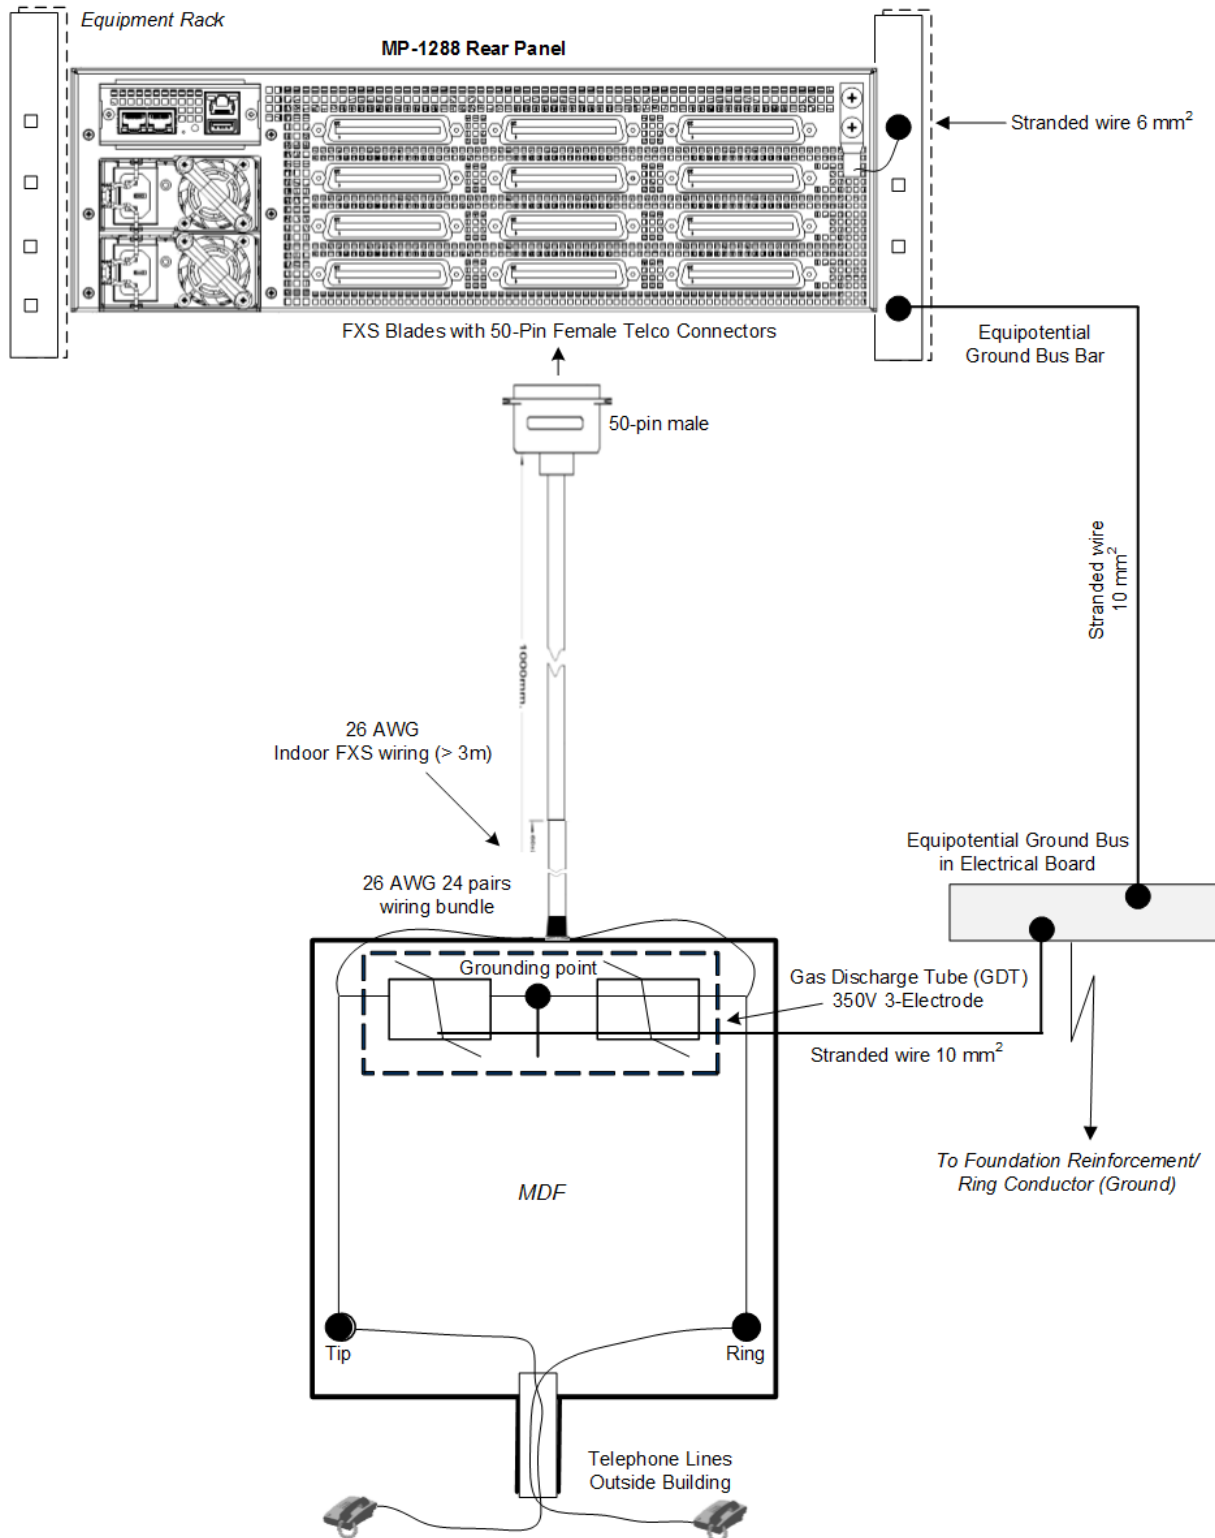 Equipment Rack
MP-1288 Rear Panel
Stranded wire 6 mm²
FXS Blades with 50-Pin Female Telco Connectors
Equipotential
Ground Bus Bar
50-pin male
Stranded wire
10 mm²
1000mm.
26 AWG
Indoor FXS wiring (> 3m)
Equipotential Ground Bus
in Electrical Board
26 AWG 24 pairs
wiring bundle
Grounding point
Gas Discharge Tube (GDT)
350V 3-Electrode
Stranded wire 10 mm²
To Foundation Reinforcement/
Ring Conductor (Ground)
MDF
Tip
Ring
Telephone Lines
Outside Building